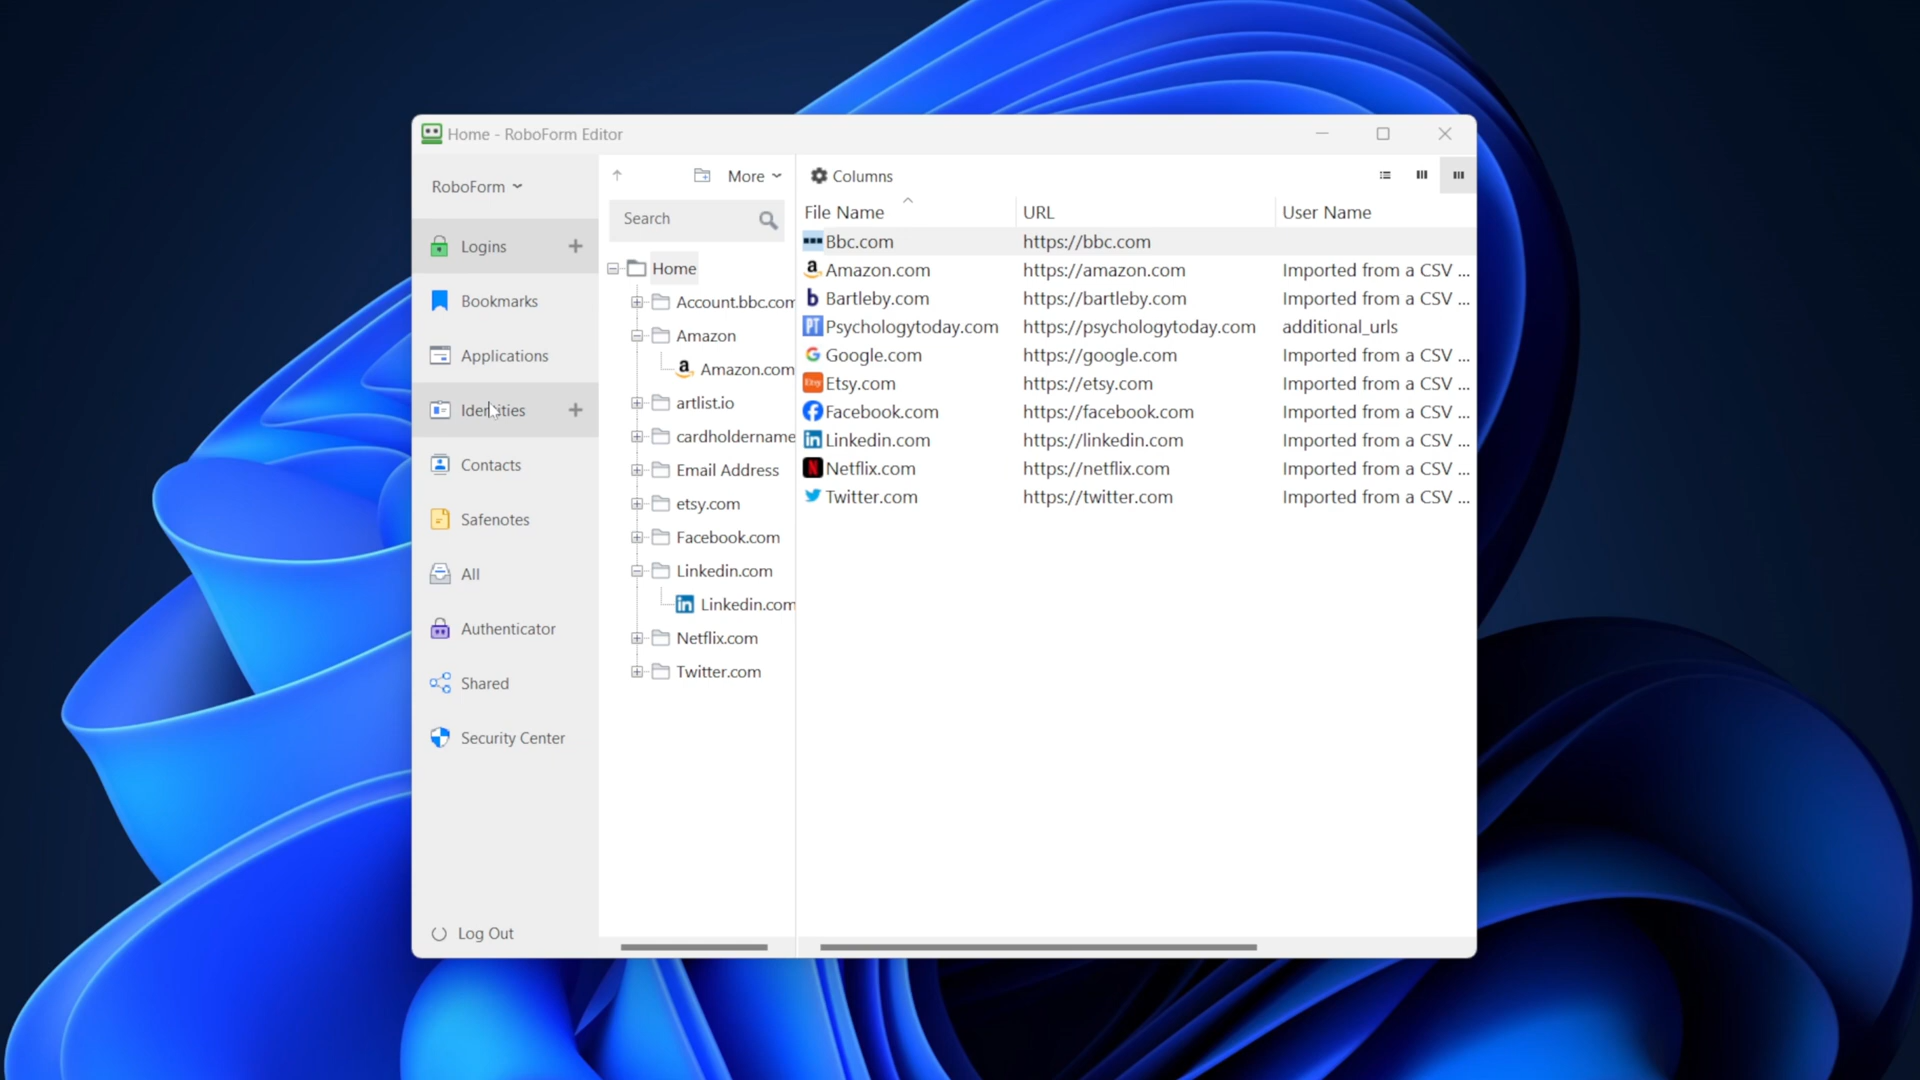 Home - RoboForm Editor
RoboForm
Logins
Bookmarks
Applications
Identities
Contacts
Safenotes
All
Authenticator
Shared
Security Center
Log Out
More
Search
Home
Account.bbc.com
Amazon
Amazon.com
artlist.io
cardholdername
Email Address
etsy.com
Facebook.com
Linkedin.com
Linkedin.com
Netflix.com
Twitter.com
Columns
File Name URL User Name
Bbc.com https://bbc.com
Amazon.com https://amazon.com Imported from a CSV ...
Bartleby.com https://bartleby.com Imported from a CSV ...
Psychologytoday.com https://psychologytoday.com additional_urls
Google.com https://google.com Imported from a CSV ...
Etsy.com https://etsy.com Imported from a CSV ...
Facebook.com https://facebook.com Imported from a CSV ...
Linkedin.com https://linkedin.com Imported from a CSV ...
Netflix.com https://netflix.com Imported from a CSV ...
Twitter.com https://twitter.com Imported from a CSV ...